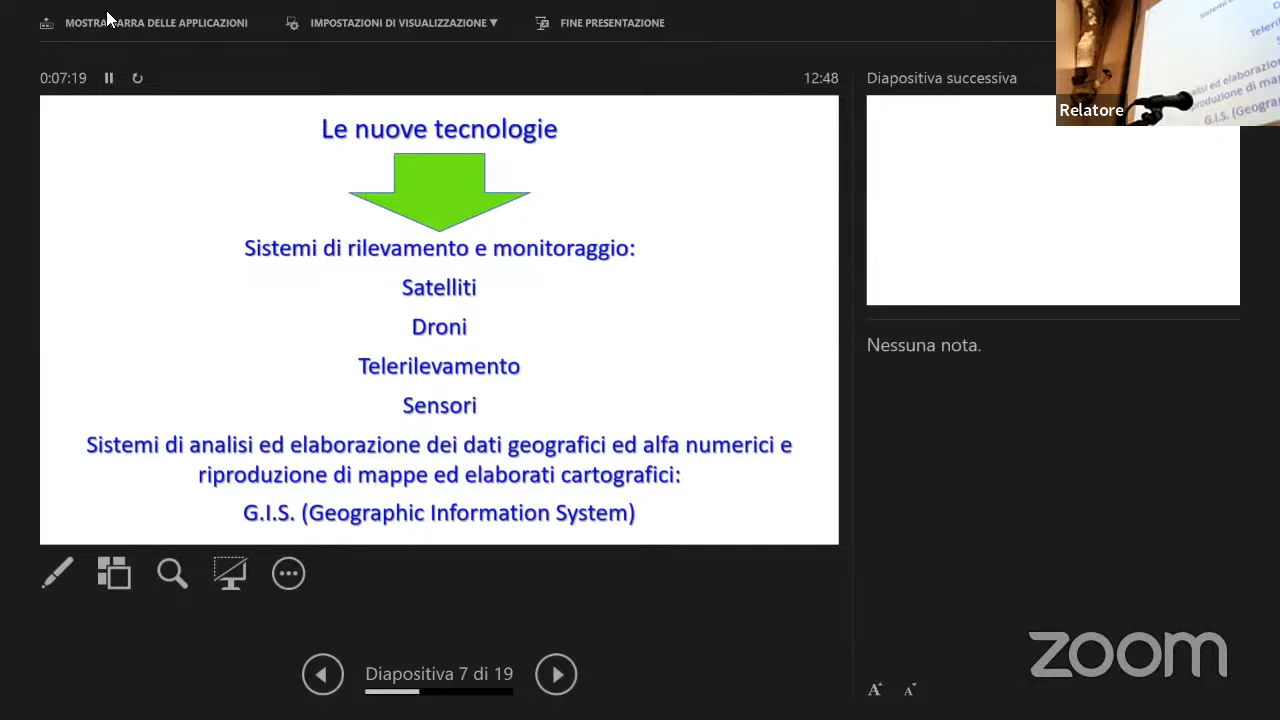 MOSTRA BARRA DELLE APPLICAZIONI
IMPOSTAZIONI DI VISUALIZZAZIONE ▼
FINE PRESENTAZIONE
0:07:19
12:48
Diapositiva successiva
Le nuove tecnologie
Sistemi di rilevamento e monitoraggio:
Satelliti
Droni
Telerilevamento
Sensori
Sistemi di analisi ed elaborazione dei dati geografici ed alfa numerici e
riproduzione di mappe ed elaborati cartografici:
G.I.S. (Geographic Information System)
Relatore
Nessuna nota.
Diapositiva 7 di 19
A A
zoom